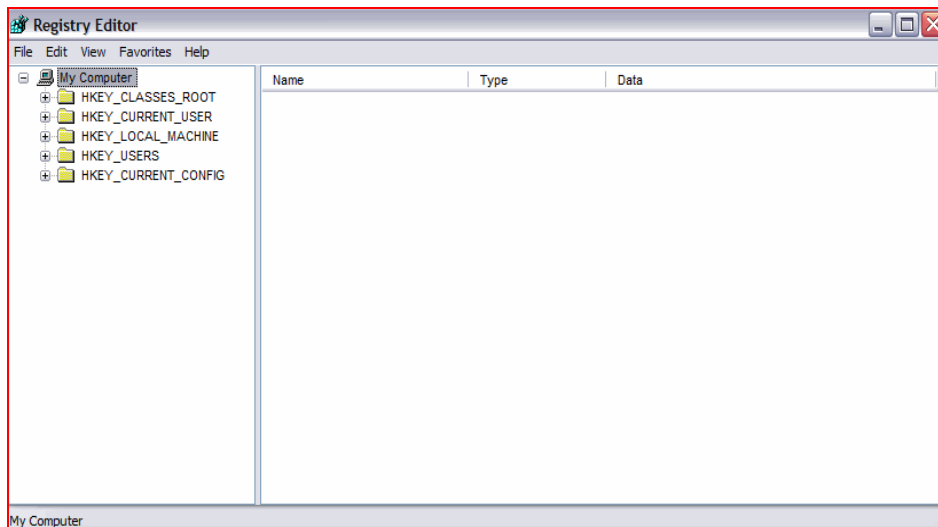 Registry Editor
File Edit View Favorites Help
My Computer
HKEY_CLASSES_ROOT
HKEY_CURRENT_USER
HKEY_LOCAL_MACHINE
HKEY_USERS
HKEY_CURRENT_CONFIG
Name Type Data
My Computer